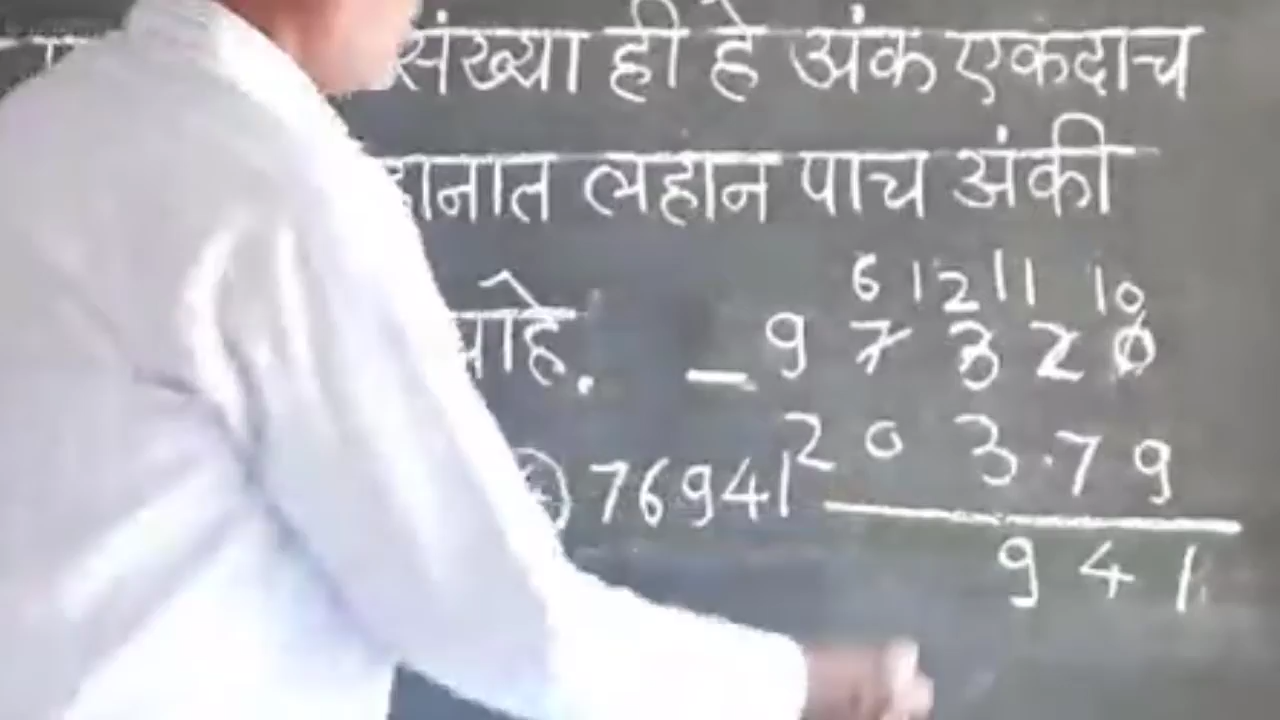 संख्या ही हे अंक एकदाच
लहान पाच अंकी
6 12 11 10
- 9 7 3 2 0
2 0 3 7 9
76941
9 4 1